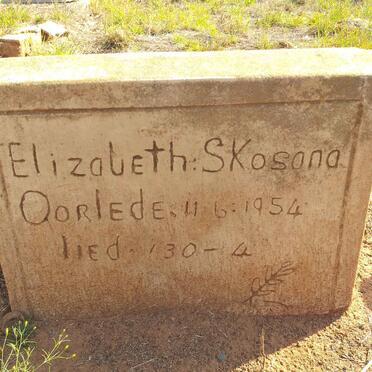 Elizabeth: Skosana
Oorlede. 11. 6. 1954.
lied. 130-4